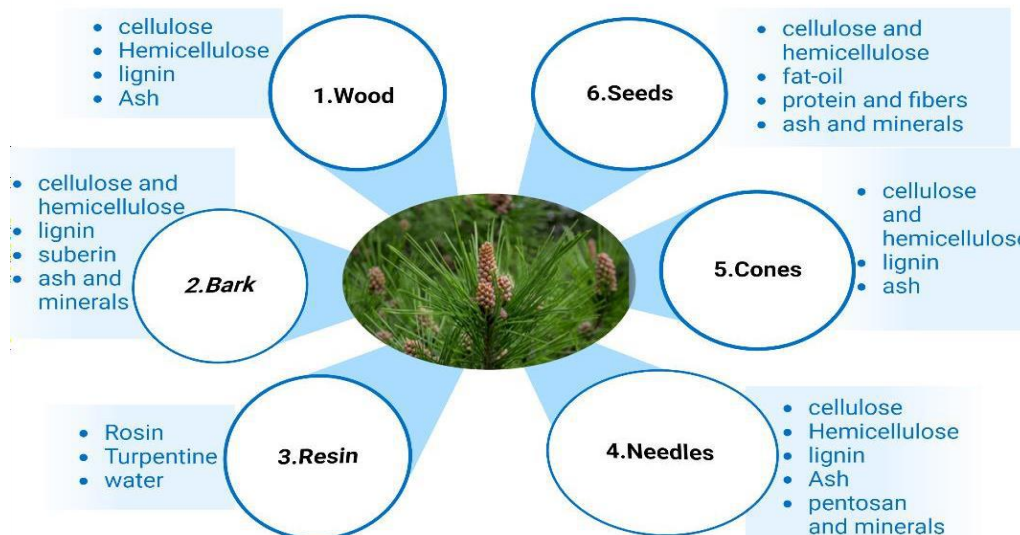 cellulose
Hemicellulose
lignin
Ash
1.Wood
cellulose and
hemicellulose
lignin
suberin
ash and
minerals
2.Bark
Rosin
Turpentine
water
3.Resin
cellulose
Hemicellulose
lignin
Ash
pentosan
and minerals
4.Needles
cellulose
and
hemicellulose
lignin
ash
5.Cones
cellulose and
hemicellulose
fat-oil
protein and fibers
ash and minerals
6.Seeds